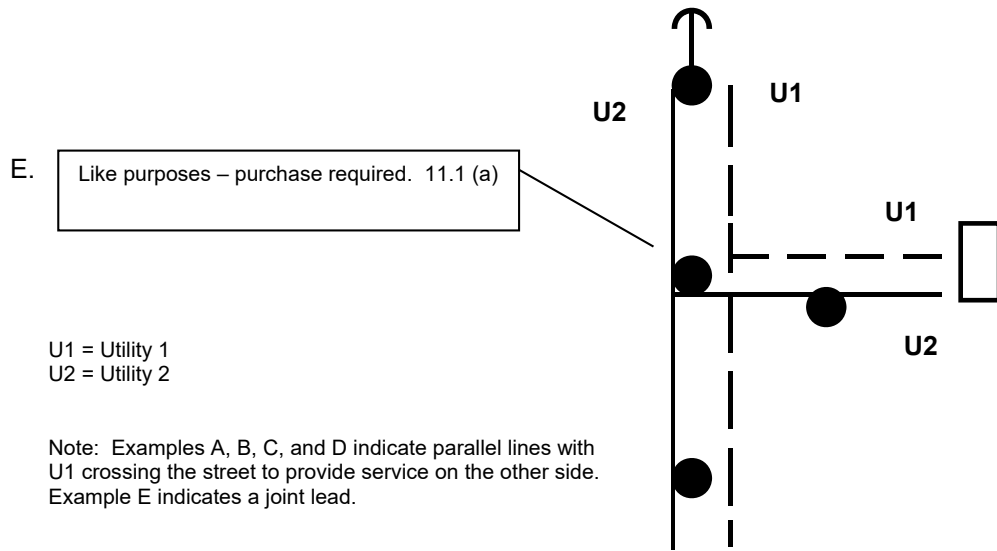 U1
U2
E.
Like purposes – purchase required. 11.1 (a)
U1
U2
U1 = Utility 1
U2 = Utility 2
Note: Examples A, B, C, and D indicate parallel lines with
U1 crossing the street to provide service on the other side.
Example E indicates a joint lead.